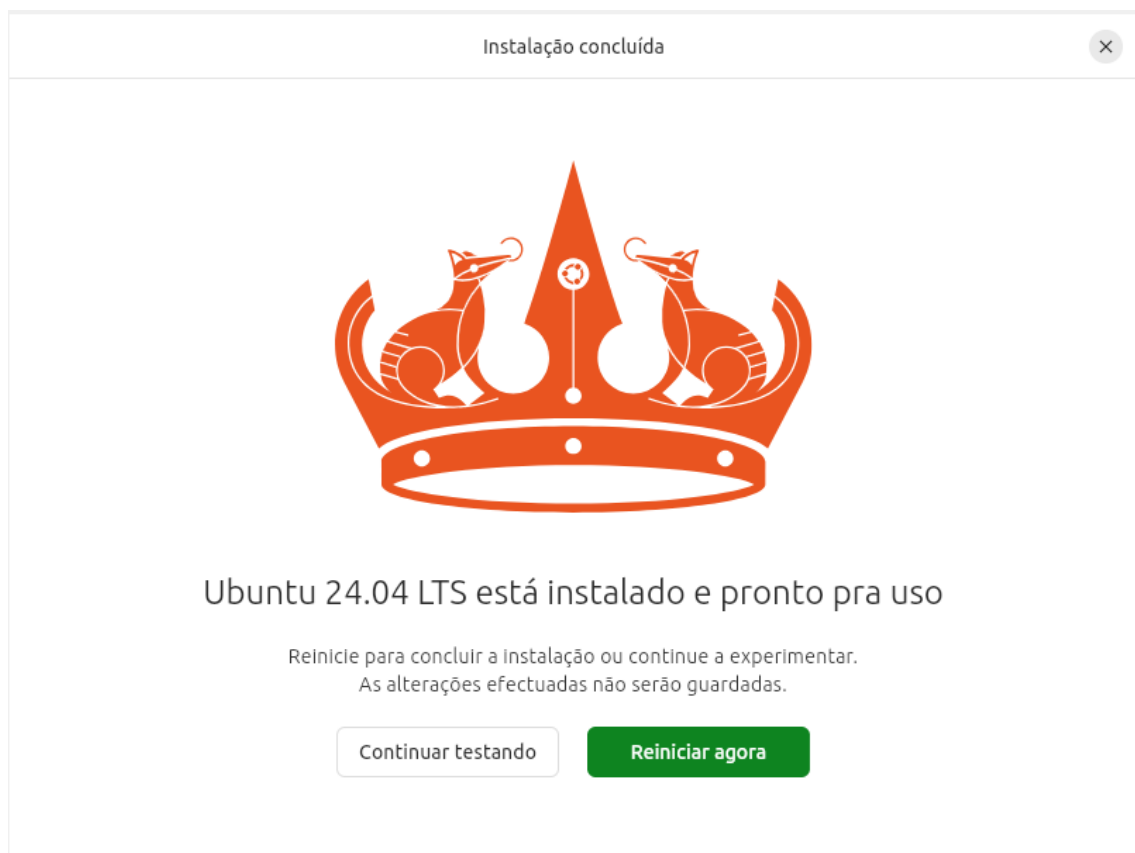 Instalação concluída
Ubuntu 24.04 LTS está instalado e pronto pra uso
Reinicie para concluir a instalação ou continue a experimentar.
As alterações efectuadas não serão guardadas.
Continuar testando
Reiniciar agora